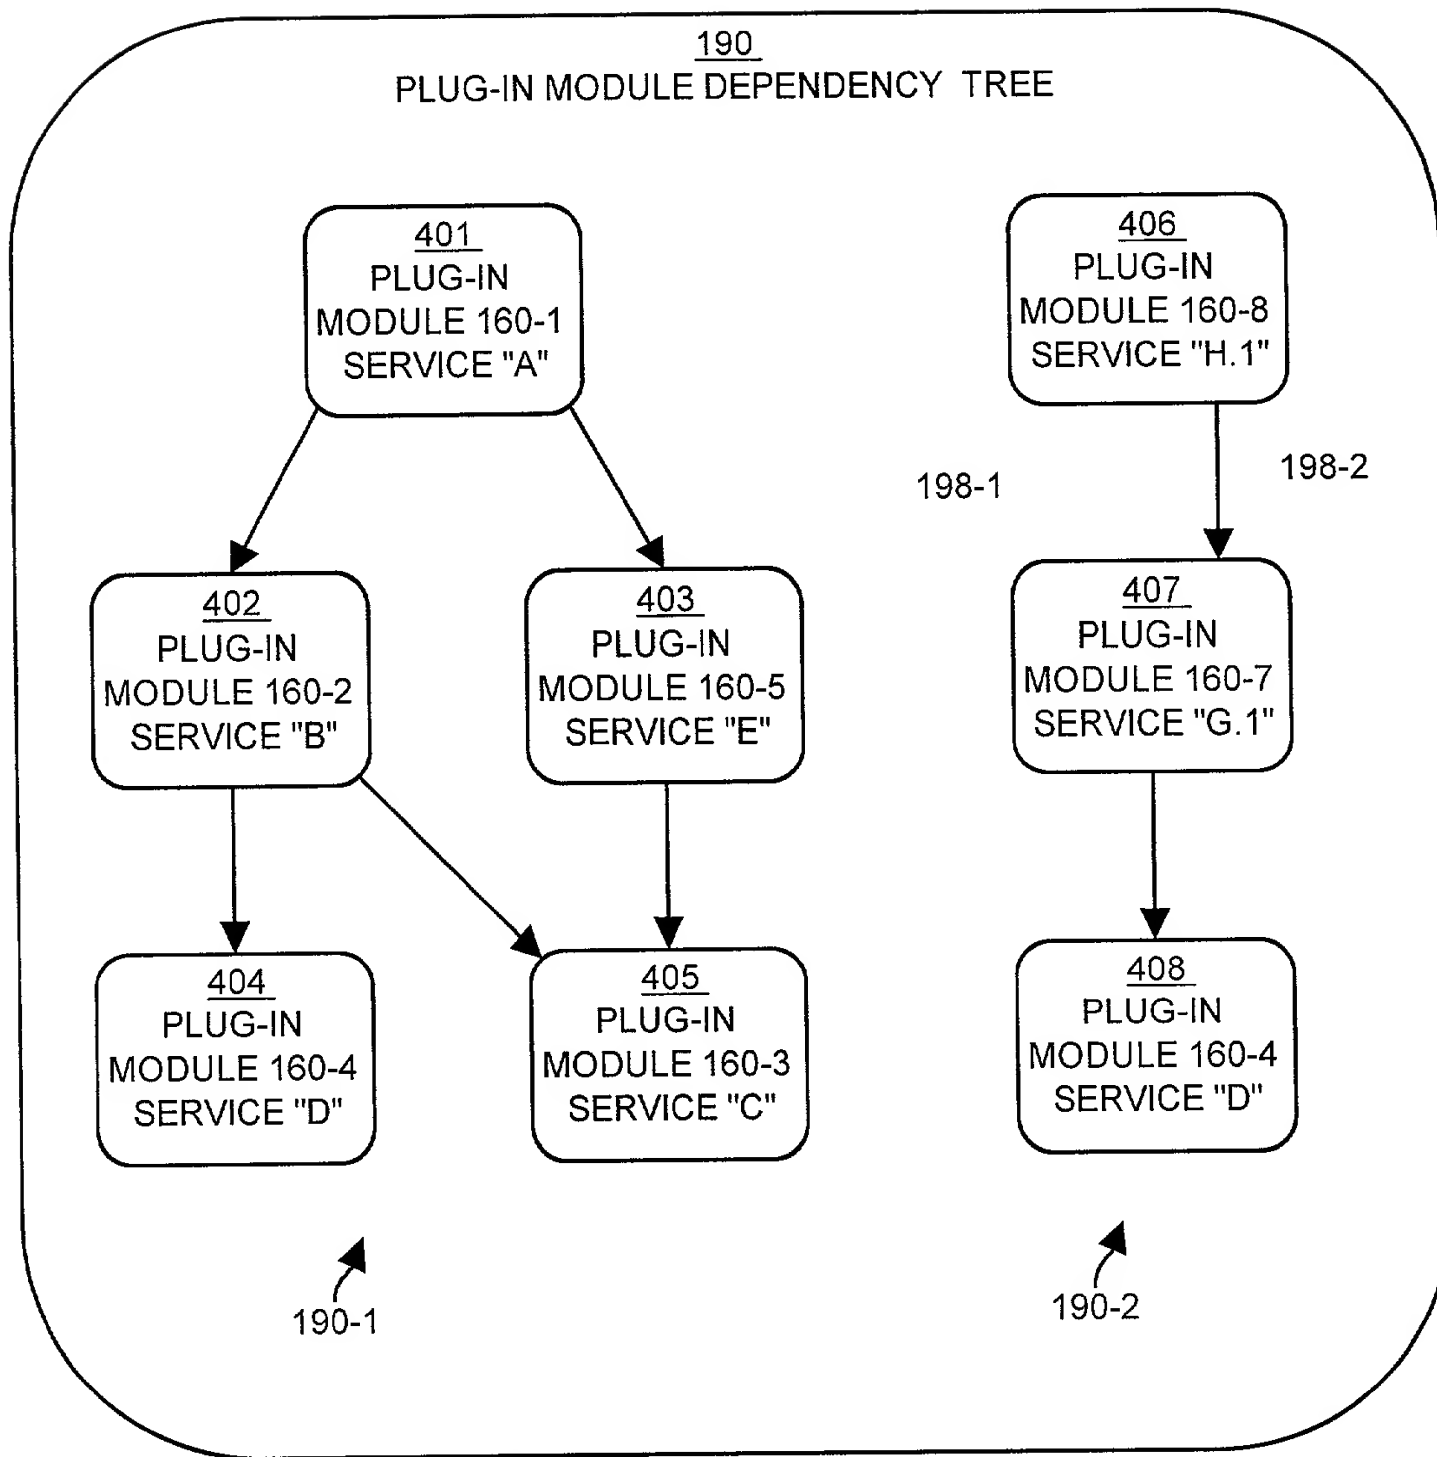 190
PLUG-IN MODULE DEPENDENCY TREE
401
PLUG-IN
MODULE 160-1
SERVICE "A"
406
PLUG-IN
MODULE 160-8
SERVICE "H.1"
198-1
198-2
402
PLUG-IN
MODULE 160-2
SERVICE "B"
403
PLUG-IN
MODULE 160-5
SERVICE "E"
407
PLUG-IN
MODULE 160-7
SERVICE "G.1"
404
PLUG-IN
MODULE 160-4
SERVICE "D"
405
PLUG-IN
MODULE 160-3
SERVICE "C"
408
PLUG-IN
MODULE 160-4
SERVICE "D"
190-1
190-2